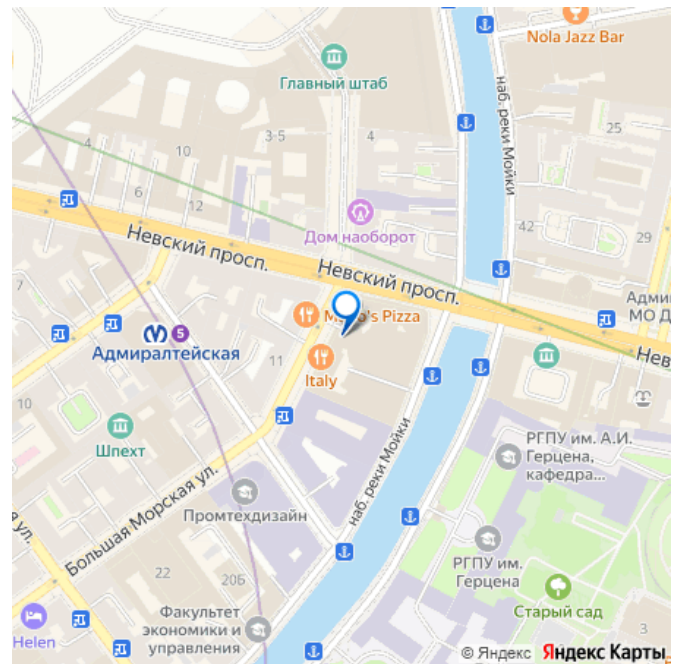 Nola Jazz Bar
Главный штаб
наб. реки Мойки
4
10
3-5
4
25
6
12
42
29
Дом наоборот
Невский просп.
Невский просп.
Адми
МО Д
Нев
5
Адмиралтейская
11
Italy
10
Шпехт
РГПУ им. А.И.
Герцена,
кафедра...
наб. реки Мойки
Большая Морская ул.
Промтехдизайн
РГПУ им.
Герцена
22
20Б
Старый сад
3
Факультет
экономики и
управления
Helen
© Яндекс Яндекс Карты